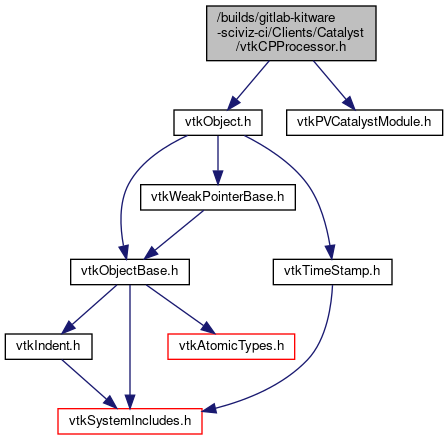 /builds/gitlab-kitware
-sciviz-ci/Clients/Catalyst
/vtkCPProcessor.h
vtkObject.h
vtkPVCatalystModule.h
vtkWeakPointerBase.h
vtkObjectBase.h
vtkTimeStamp.h
vtkIndent.h
vtkAtomicTypes.h
vtkSystemIncludes.h